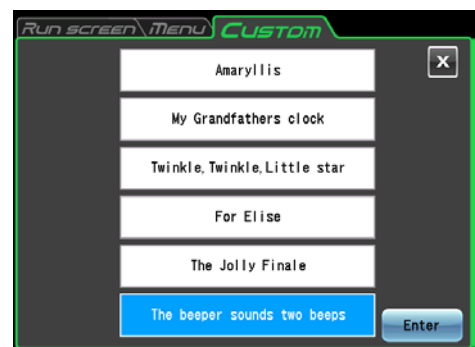 Run screen Menu Custom
X
Amaryllis
My Grandfathers clock
Twinkle, Twinkle, Little star
For Elise
The Jolly Finale
The beeper sounds two beeps
Enter